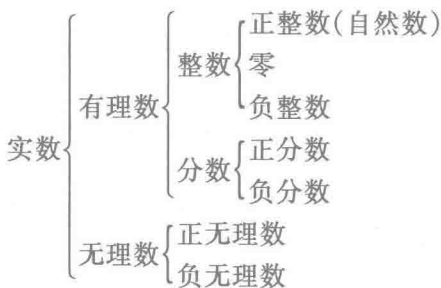 正整数(自然数)
整数 零
有理数 负整数
实数 分数 正分数
负分数
无理数 正无理数
负无理数